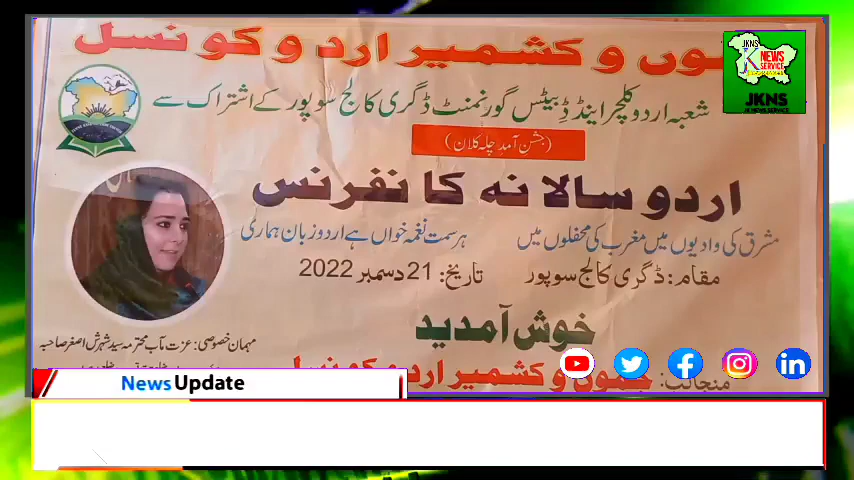 جموں و کشمیر اردو کونسل
شعبہ اردو کلچر اینڈ ڈِبیٹس گورنمنٹ ڈگری کالج سوپور کے اشتراک سے
(جشنِ آمد چلہ کلان)
اردو سالانہ کانفرنس
مشرق کی وادیوں میں مغرب کی محفلوں میں ہر سمت نغمہ خواں ہے اردو زبان ہماری
مقام: ڈگری کالج سوپور تاریخ: 21 دسمبر 2022
خوش آمدید
مہمان خصوصی: عزت مآب محترمہ سید شہرش اصغر صاحبہ
منجانب: جموں و کشمیر اردو کونسل
JKNS
NEWS
SERVICE
JKNS
News Update